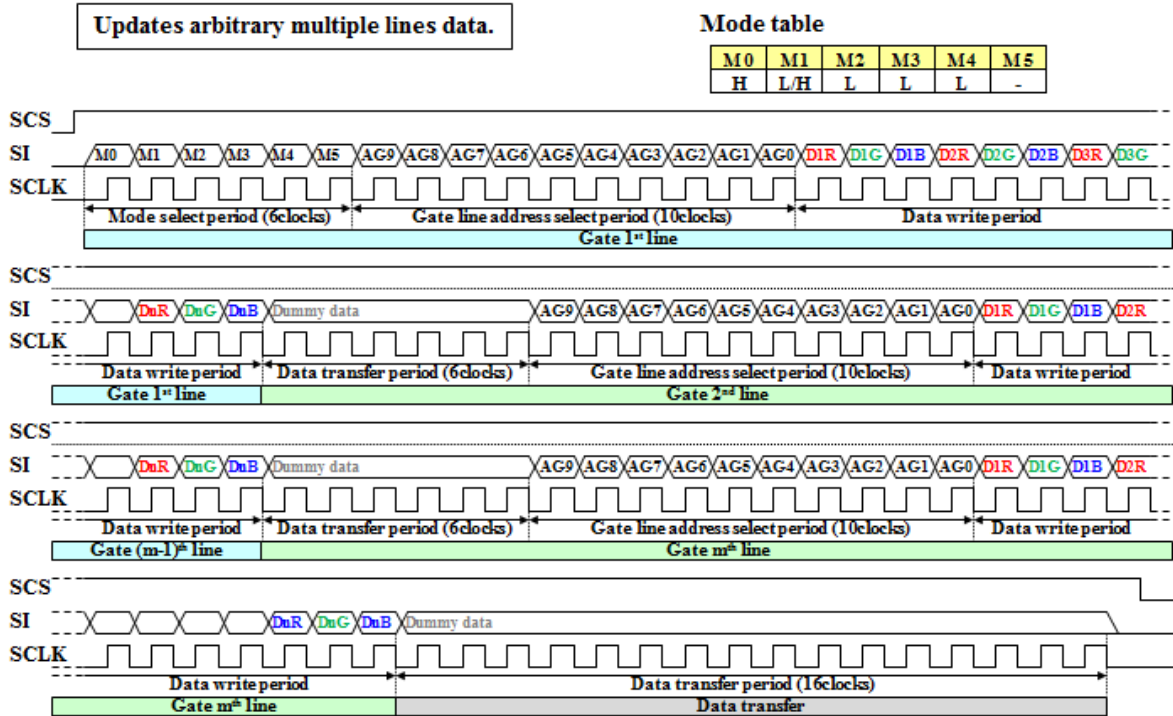 Updates arbitrary multiple lines data.
Mode table
M0 M1 M2 M3 M4 M5
H L/H L L L -
SCS
SI M0 M1 M2 M3 M4 M5 AG9 AG8 AG7 AG6 AG5 AG4 AG3 AG2 AG1 AG0 D1R D1G D1B D2R D2G D2B D3R D3G
SCLK
Mode select period (6clocks) Gate line address select period (10clocks) Data write period
Gate 1st line
SCS
SI DnR DnG DnB Dummy data AG9 AG8 AG7 AG6 AG5 AG4 AG3 AG2 AG1 AG0 D1R D1G D1B D2R
SCLK
Data write period Data transfer period (6clocks) Gate line address select period (10clocks) Data write period
Gate 1st line Gate 2nd line
SCS
SI DnR DnG DnB Dummy data AG9 AG8 AG7 AG6 AG5 AG4 AG3 AG2 AG1 AG0 D1R D1G D1B D2R
SCLK
Data write period Data transfer period (6clocks) Gate line address select period (10clocks) Data write period
Gate (m-1)th line Gate mth line
SCS
SI DnR DnG DnB Dummy data
SCLK
Data write period Data transfer period (16clocks)
Gate mth line Data transfer